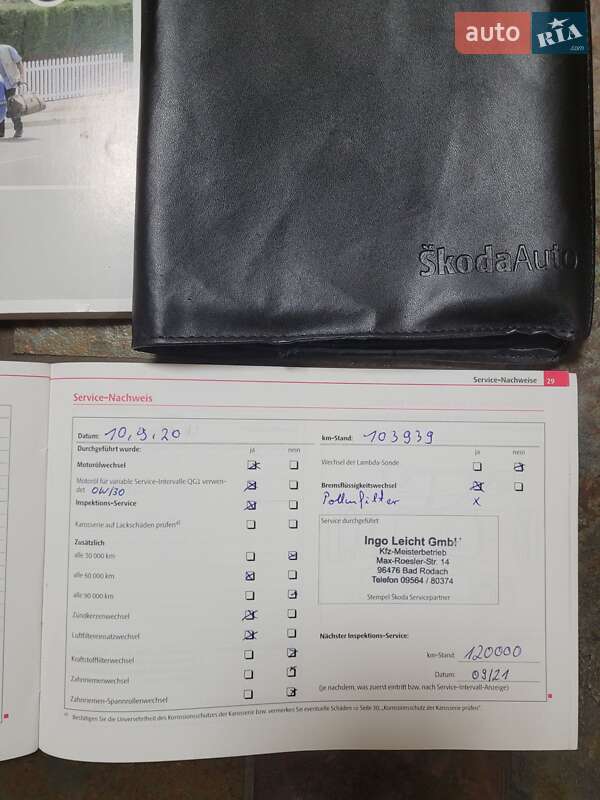 auto RIA .com
ŠkodaAuto
Service-Nachweise 29
Service-Nachweis
Datum: 10,9,20
Durchgeführt wurde: ja nein
Motorölwechsel
Motoröl für variable Service-Intervalle QG1 verwen-
det 0W/30
Inspektions-Service
Karosserie auf Lackschäden prüfen
Zusätzlich
alle 30 000 km
alle 60 000 km
alle 90 000 km
Zündkerzenwechsel
Luftfiltereinsatzwechsel
Kraftstofffilterwechsel
Zahnriemenwechsel
Zahnriemen-Spannrollenwechsel
km-Stand: 103939
ja nein
Wechsel der Lambda-Sonde
Bremsflüssigkeitswechsel
Pollenfilter x
Service durchgeführt
Ingo Leicht GmbH
Kfz-Meisterbetrieb
Max-Roesler-Str. 14
96476 Bad Rodach
Telefon 09564 / 80374
Stempel Škoda Servicepartner
Nächster Inspektions-Service:
km-Stand: 120000
Datum: 09/21
(je nachdem, was zuerst eintritt bzw. nach Service-Intervall-Anzeige)
Bestätigen Sie die Unversehrtheit des Korrosionsschutzes der Karosserie bzw. vermerken Sie eventuelle Schäden ⇒ Seite 30, „Korrosionsschutz der Karosserie prüfen".